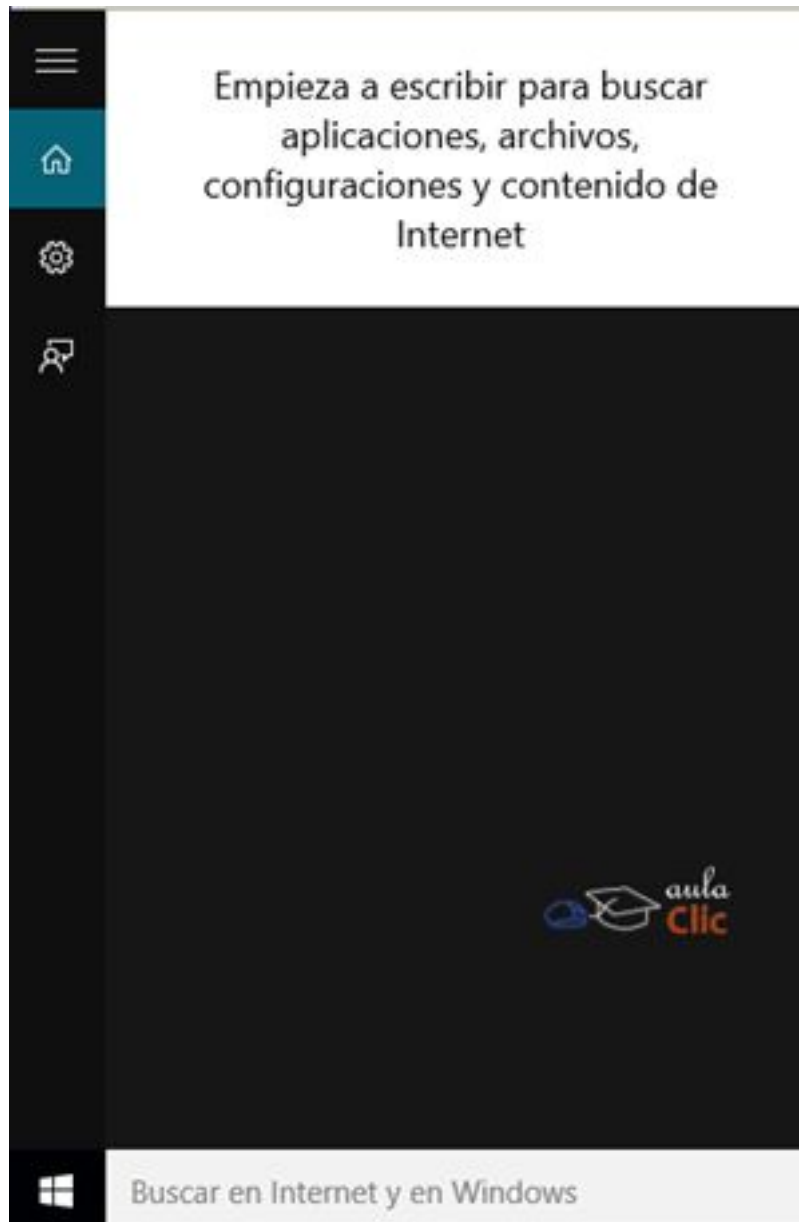 Empieza a escribir para buscar
aplicaciones, archivos,
configuraciones y contenido de
Internet
aula
Clic
Buscar en Internet y en Windows